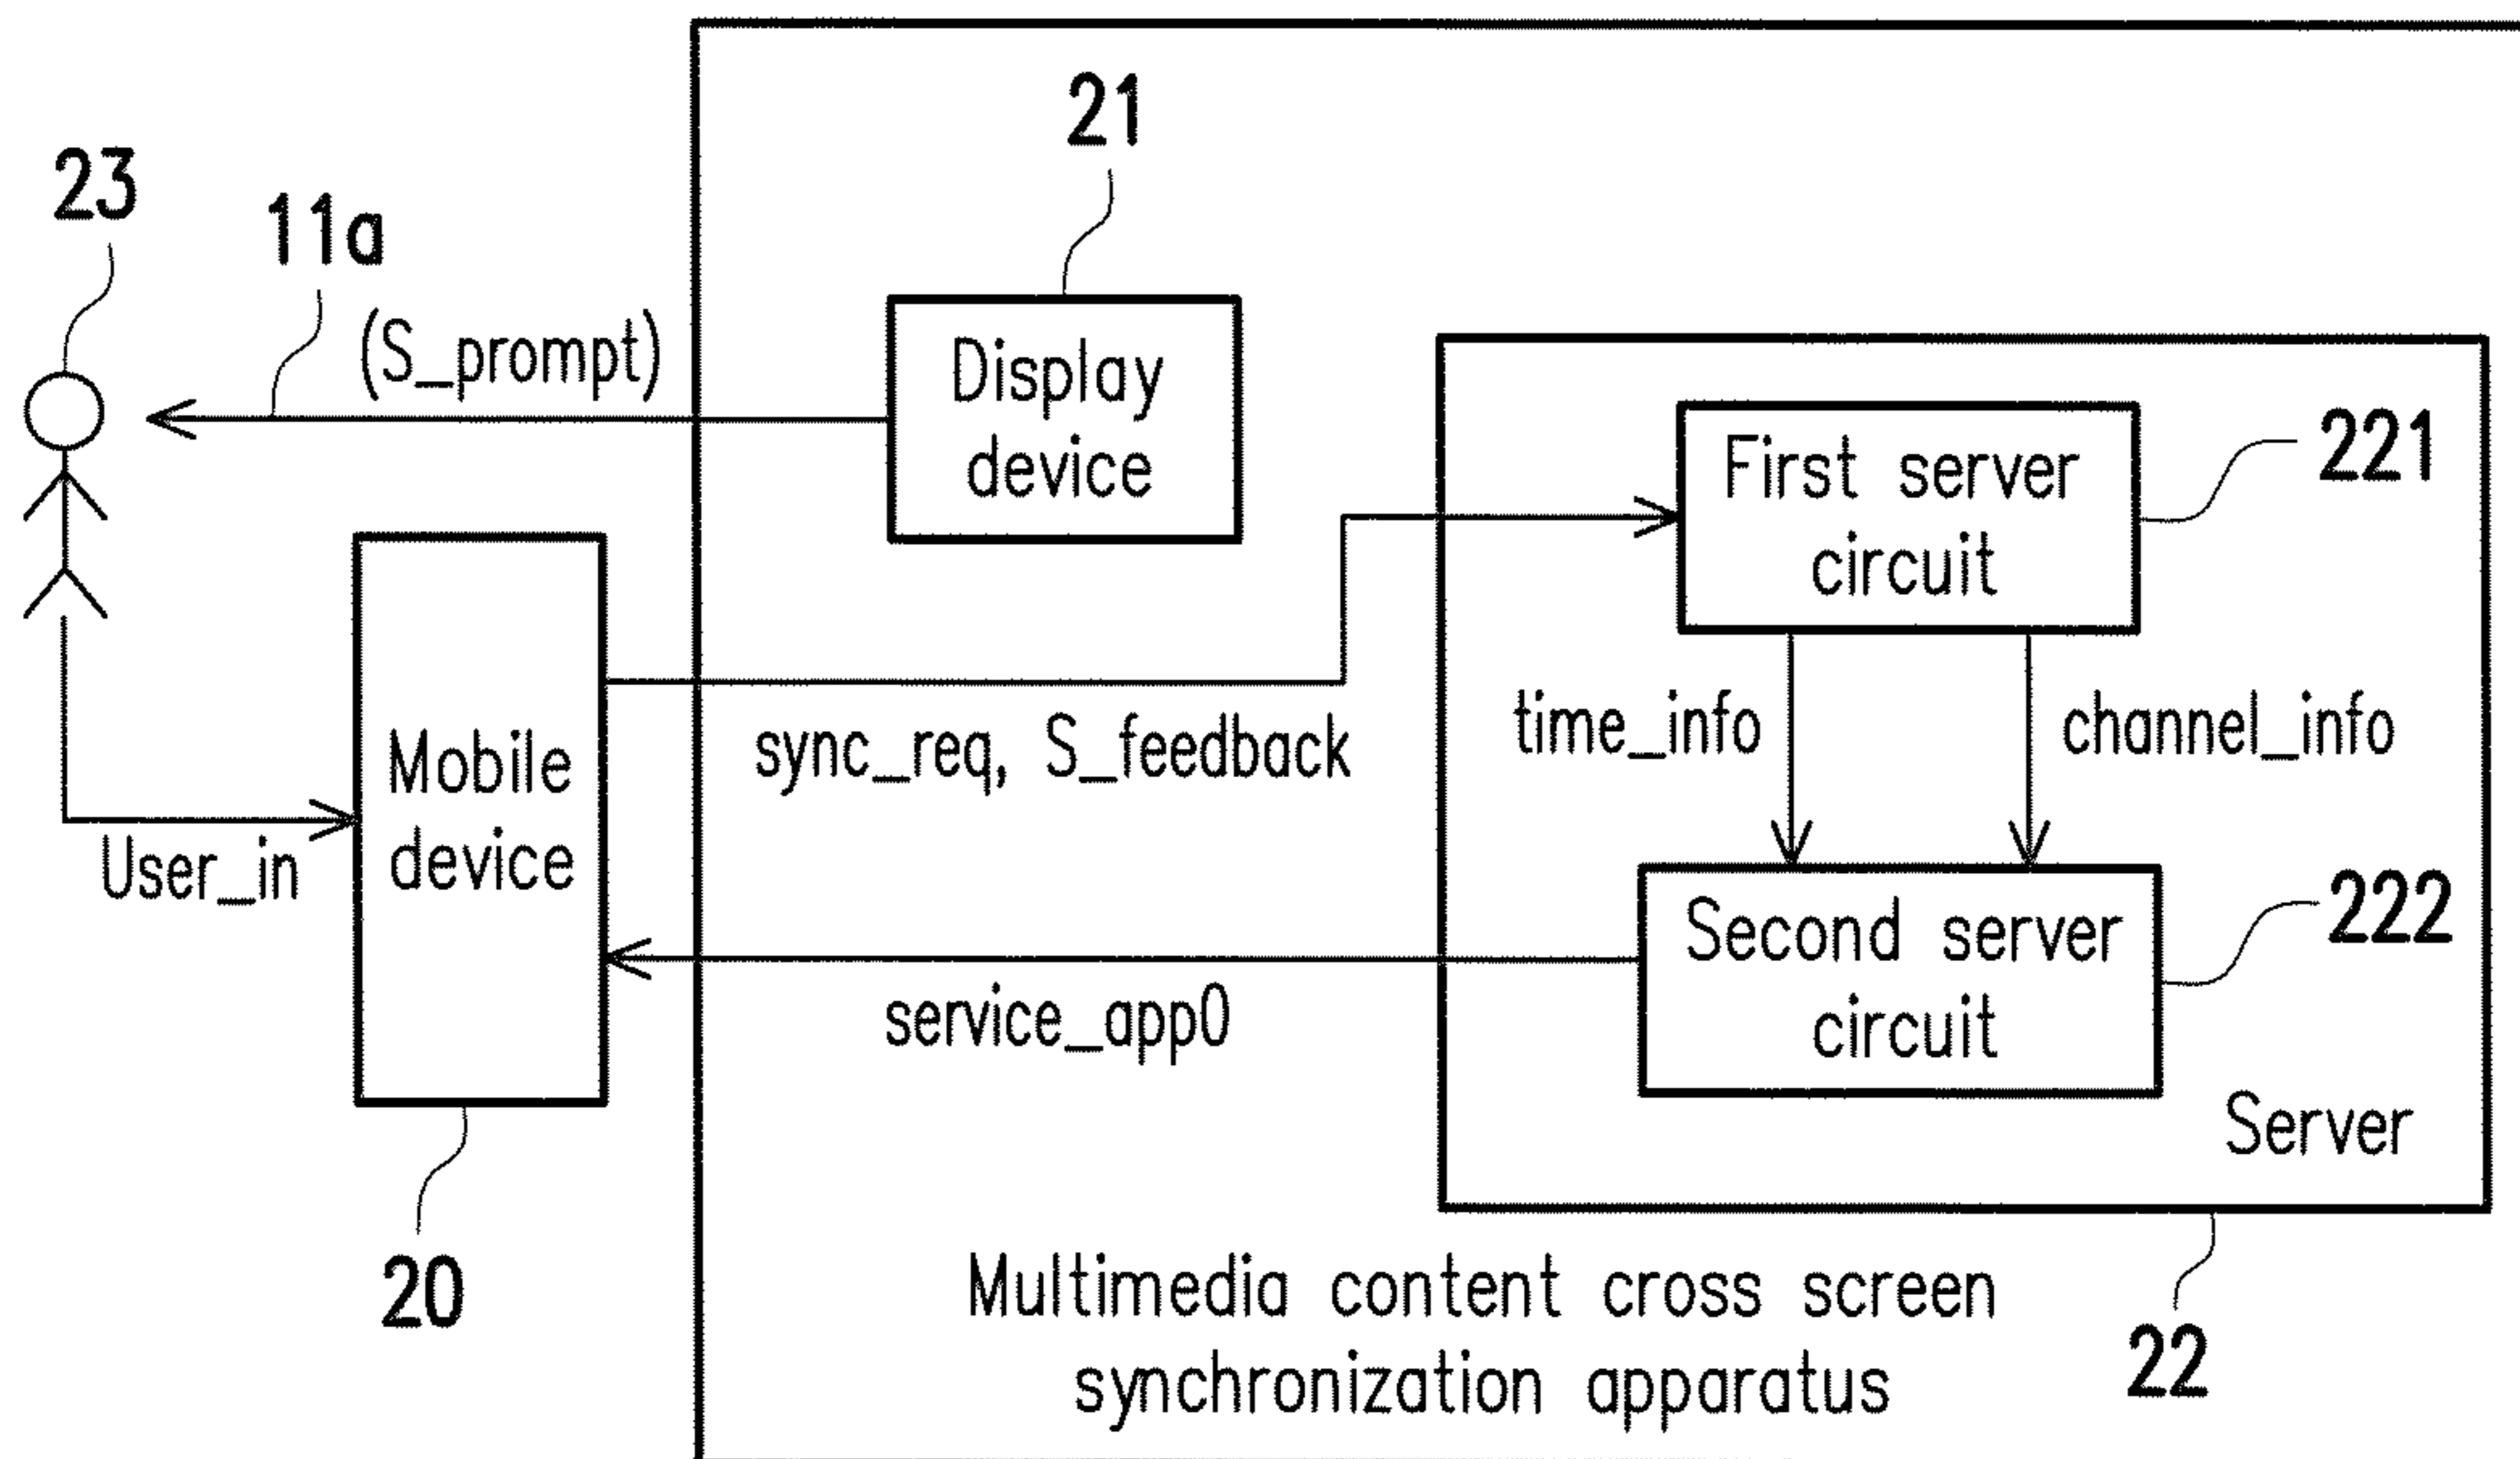 21
23
11a
(S_prompt)
Display
device
First server
circuit
221
Mobile
device
sync_req, S_feedback
time_info
channel_info
User_in
Second server
circuit
222
service_app0
Server
20
Multimedia content cross screen
synchronization apparatus
22